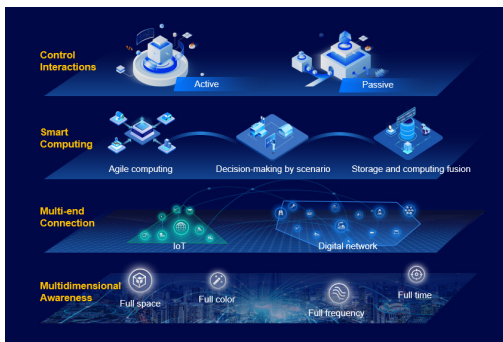 Control
Interactions
Active
Passive
Smart
Computing
Agile computing
Decision-making by scenario
Storage and computing fusion
Multi-end
Connection
IoT
Digital network
Multidimensional
Awareness
Full space
Full color
Full frequency
Full time